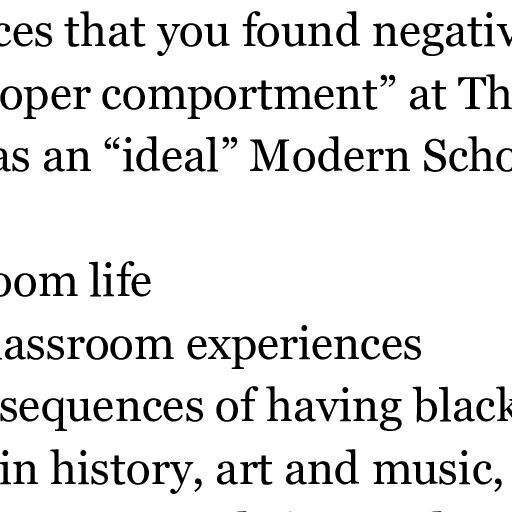 ces that you found negativ
oper comportment” at Th
as an “ideal” Modern Scho
oom life
lassroom experiences
sequences of having black
in history, art and music,